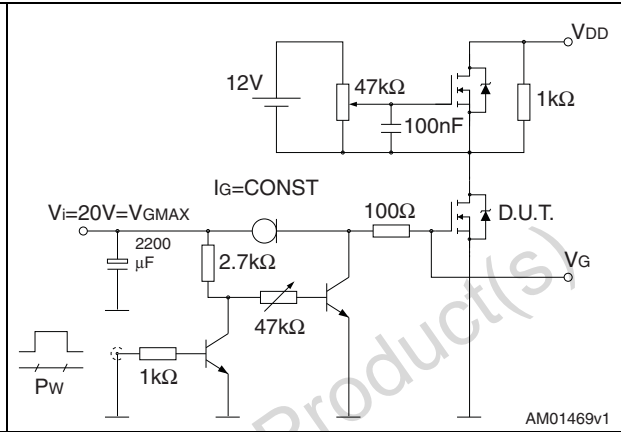 VDD
12V
47kΩ
1kΩ
100nF
IG=CONST
Vi=20V=VGMAX
100Ω
D.U.T.
2200
μF
2.7kΩ
VG
47kΩ
1kΩ
PW
Product(s)
AM01469v1